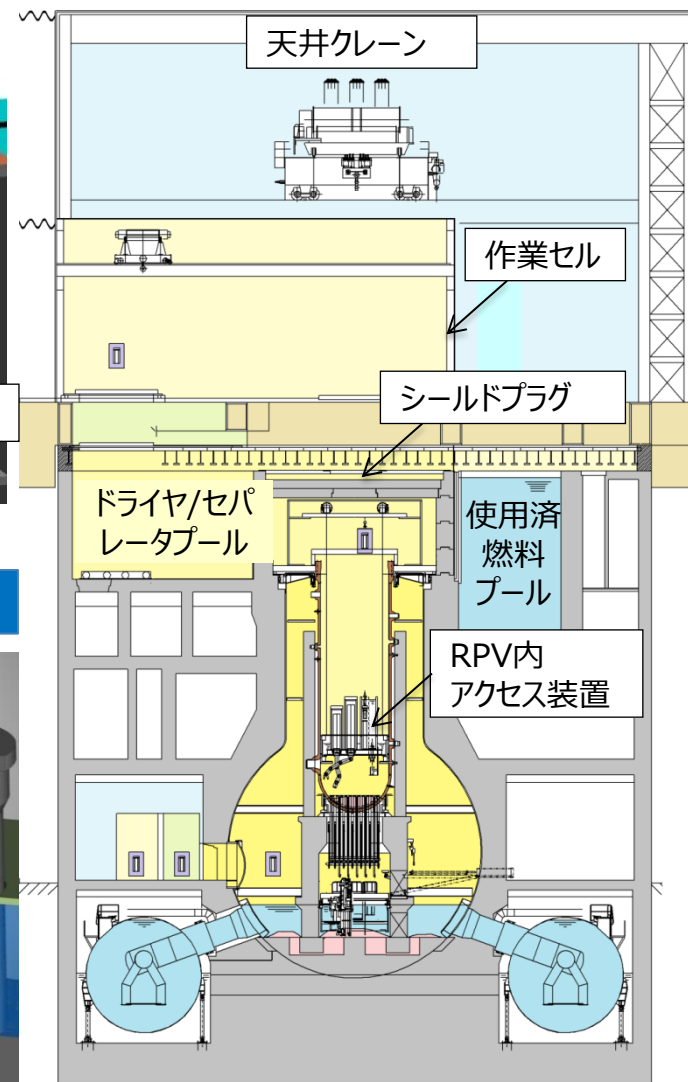 天井クレーン
作業セル
シールドプラグ
ドライヤ/セパ
レータプール
使用済
燃料
プール
RPV内
アクセス装置